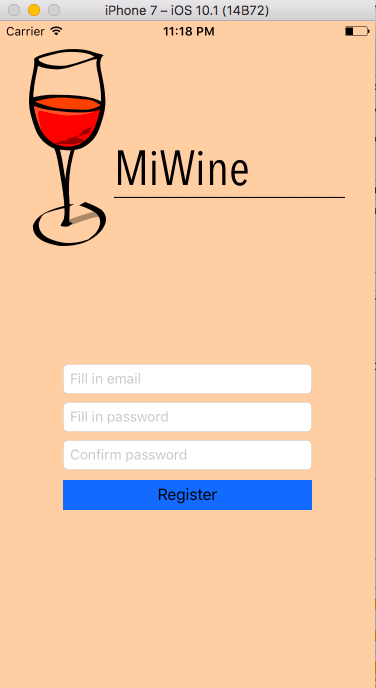 iPhone 7 – iOS 10.1 (14B72)
Carrier 11:18 PM
MiWine
Fill in email
Fill in password
Confirm password
Register